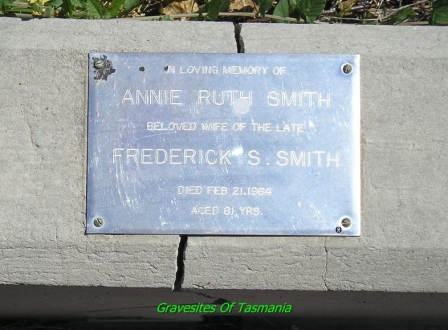 IN LOVING MEMORY OF
ANNIE RUTH SMITH
BELOVED WIFE OF THE LATE
FREDERICK S. SMITH
DIED FEB 21.1964
AGED 81 YRS.
Gravesites Of Tasmania